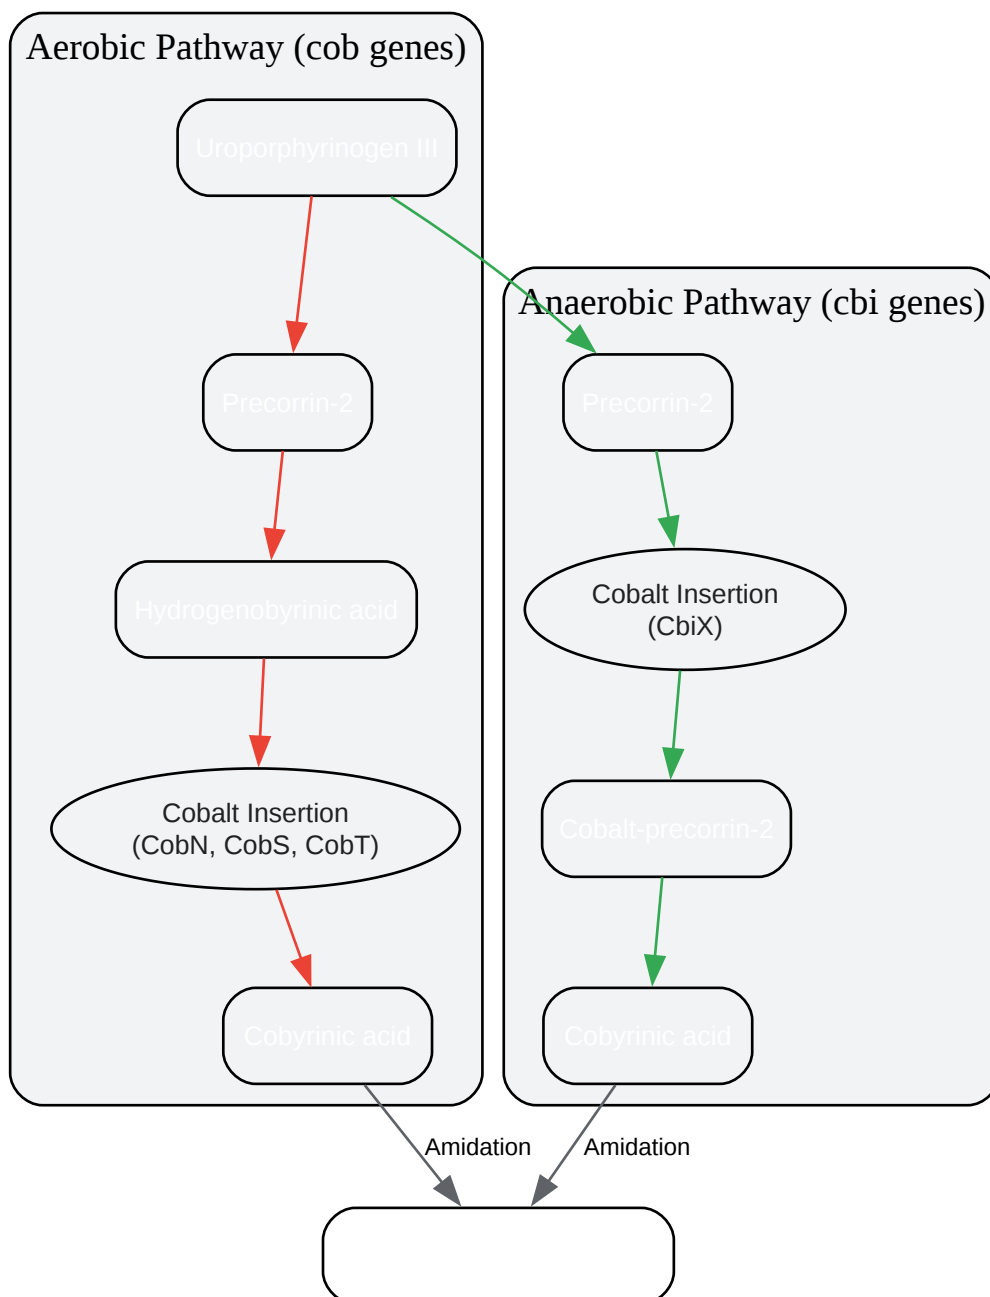 Aerobic Pathway (cob genes)
Uroporphyrinogen III
Anaerobic Pathway (cbi genes)
Precorrin-2
Precorrin-2
Cobalt Insertion
(CbiX)
Hydrogenobyrinic acid
Cobalt Insertion
(CobN, CobS, CobT)
Cobalt-precorrin-2
Cobyrinic acid
Cobyrinic acid
Amidation
Amidation